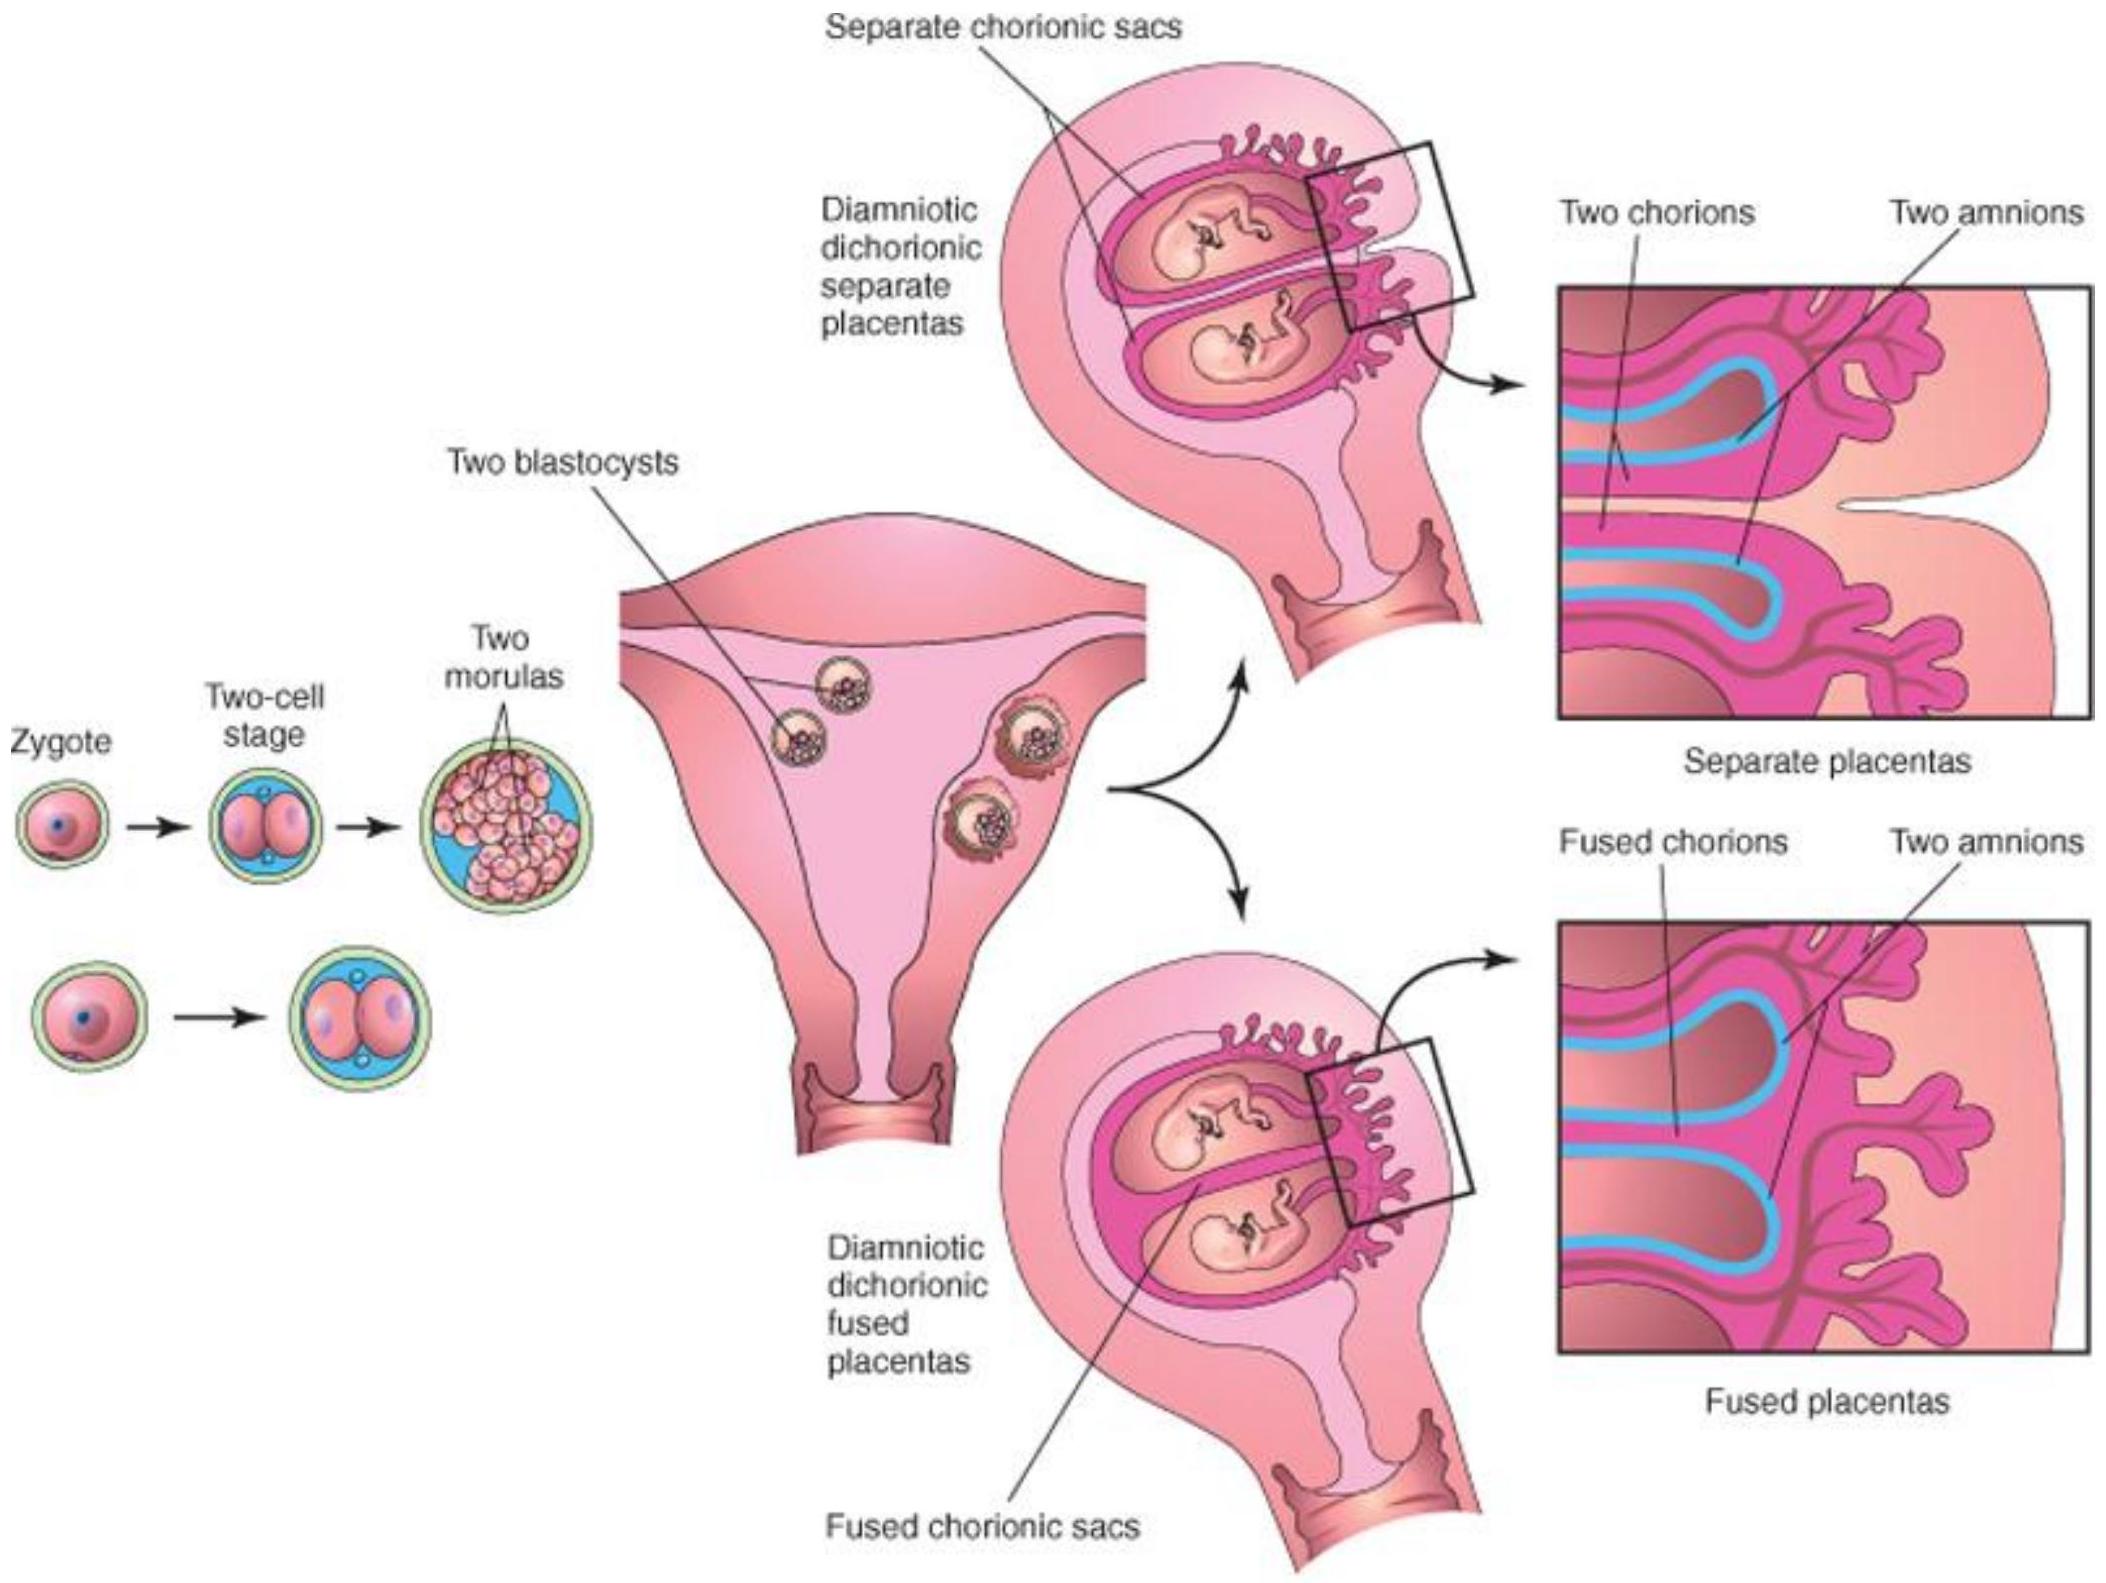 Separate chorionic sacs
Diamniotic
dichorionic
separate
placentas
Two chorions
Two amnions
Separate placentas
Two blastocysts
Two
morulas
Two-cell
stage
Zygote
Fused chorions
Two amnions
Fused placentas
Diamniotic
dichorionic
fused
placentas
Fused chorionic sacs